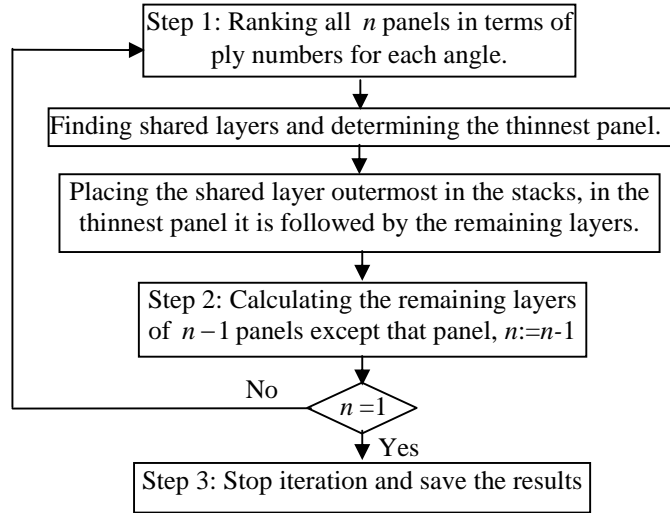 Step 1: Ranking all n panels in terms of
ply numbers for each angle.
Finding shared layers and determining the thinnest panel.
Placing the shared layer outermost in the stacks, in the
thinnest panel it is followed by the remaining layers.
Step 2: Calculating the remaining layers
of n−1 panels except that panel, n:=n-1
No
n=1
Yes
Step 3: Stop iteration and save the results